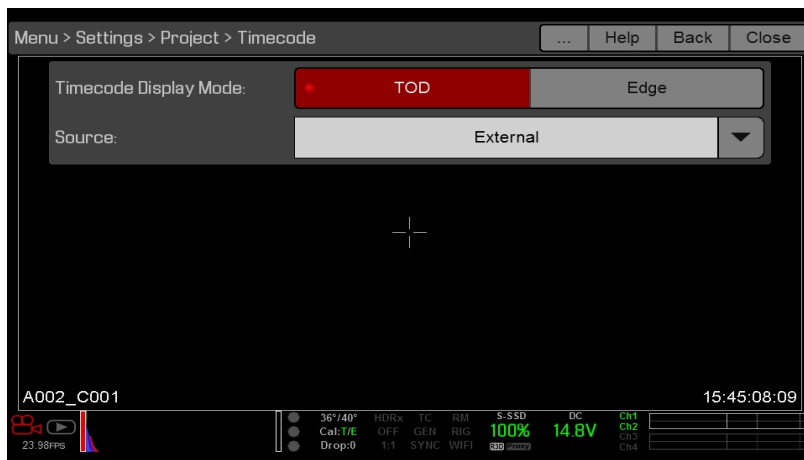 Menu > Settings > Project > Timecode ... Help Back Close
Timecode Display Mode: TOD Edge
Source: External
A002_C001 15:45:08:09
36°/40° HDRx TC RM S-SSD DC Ch1
Cal:T/E OFF GEN RIG 100% 14.8V Ch2
23.98FPS Drop:0 1:1 SYNC WIFI R3D Proxy Ch3
Ch4